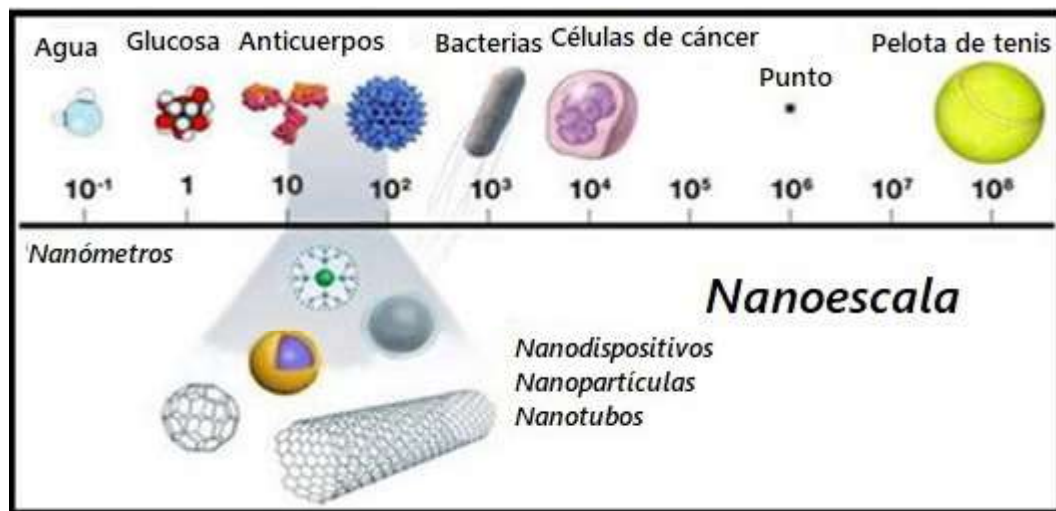 Agua Glucosa Anticuerpos Bacterias Células de cáncer Punto Pelota de tenis
10⁻¹ 1 10 10² 10³ 10⁴ 10⁵ 10⁶ 10⁷ 10⁸
Nanómetros
Nanoescala
Nanodispositivos
Nanopartículas
Nanotubos